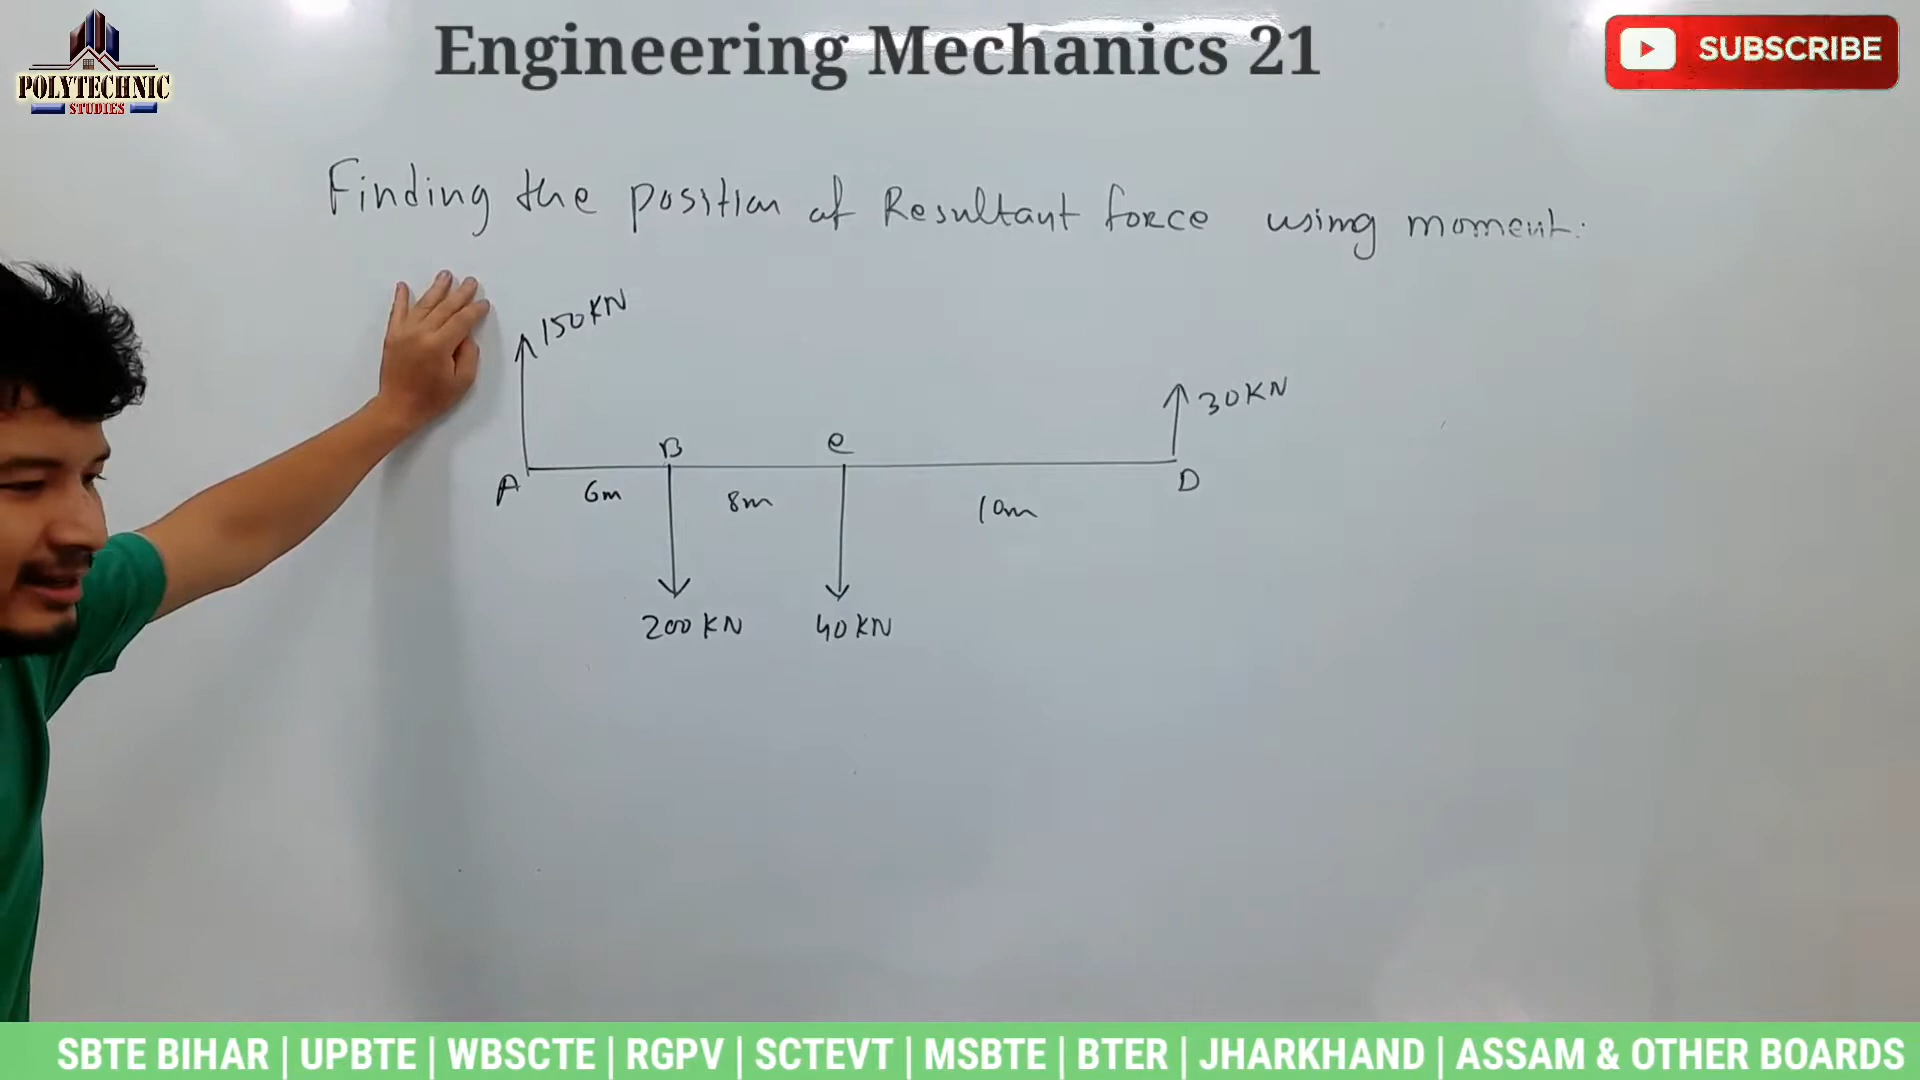 Engineering Mechanics 21
POLYTECHNIC
STUDIES
SUBSCRIBE
Finding the position of Resultant force using moment.
150KN
30KN
B
C
A
6m
8m
10m
D
200KN
40KN
SBTE BIHAR | UPBTE | WBSCTE | RGPV | SCTEVT | MSBTE | BTER | JHARKHAND | ASSAM & OTHER BOARDS